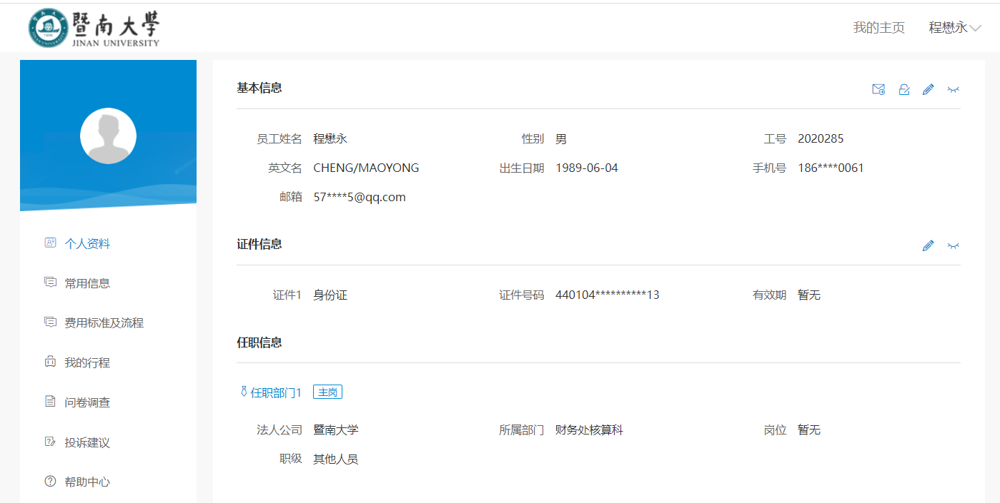 暨南大學
JINAN UNIVERSITY
我的主页 程懋永
基本信息
员工姓名 程懋永 性别 男 工号 2020285
英文名 CHENG/MAOYONG 出生日期 1989-06-04 手机号 186****0061
邮箱 57****5@qq.com
个人资料
常用信息
费用标准及流程
我的行程
问卷调查
投诉建议
帮助中心
证件信息
证件1 身份证 证件号码 440104**********13 有效期 暂无
任职信息
任职部门1 主岗
法人公司 暨南大学 所属部门 财务处核算科 岗位 暂无
职级 其他人员